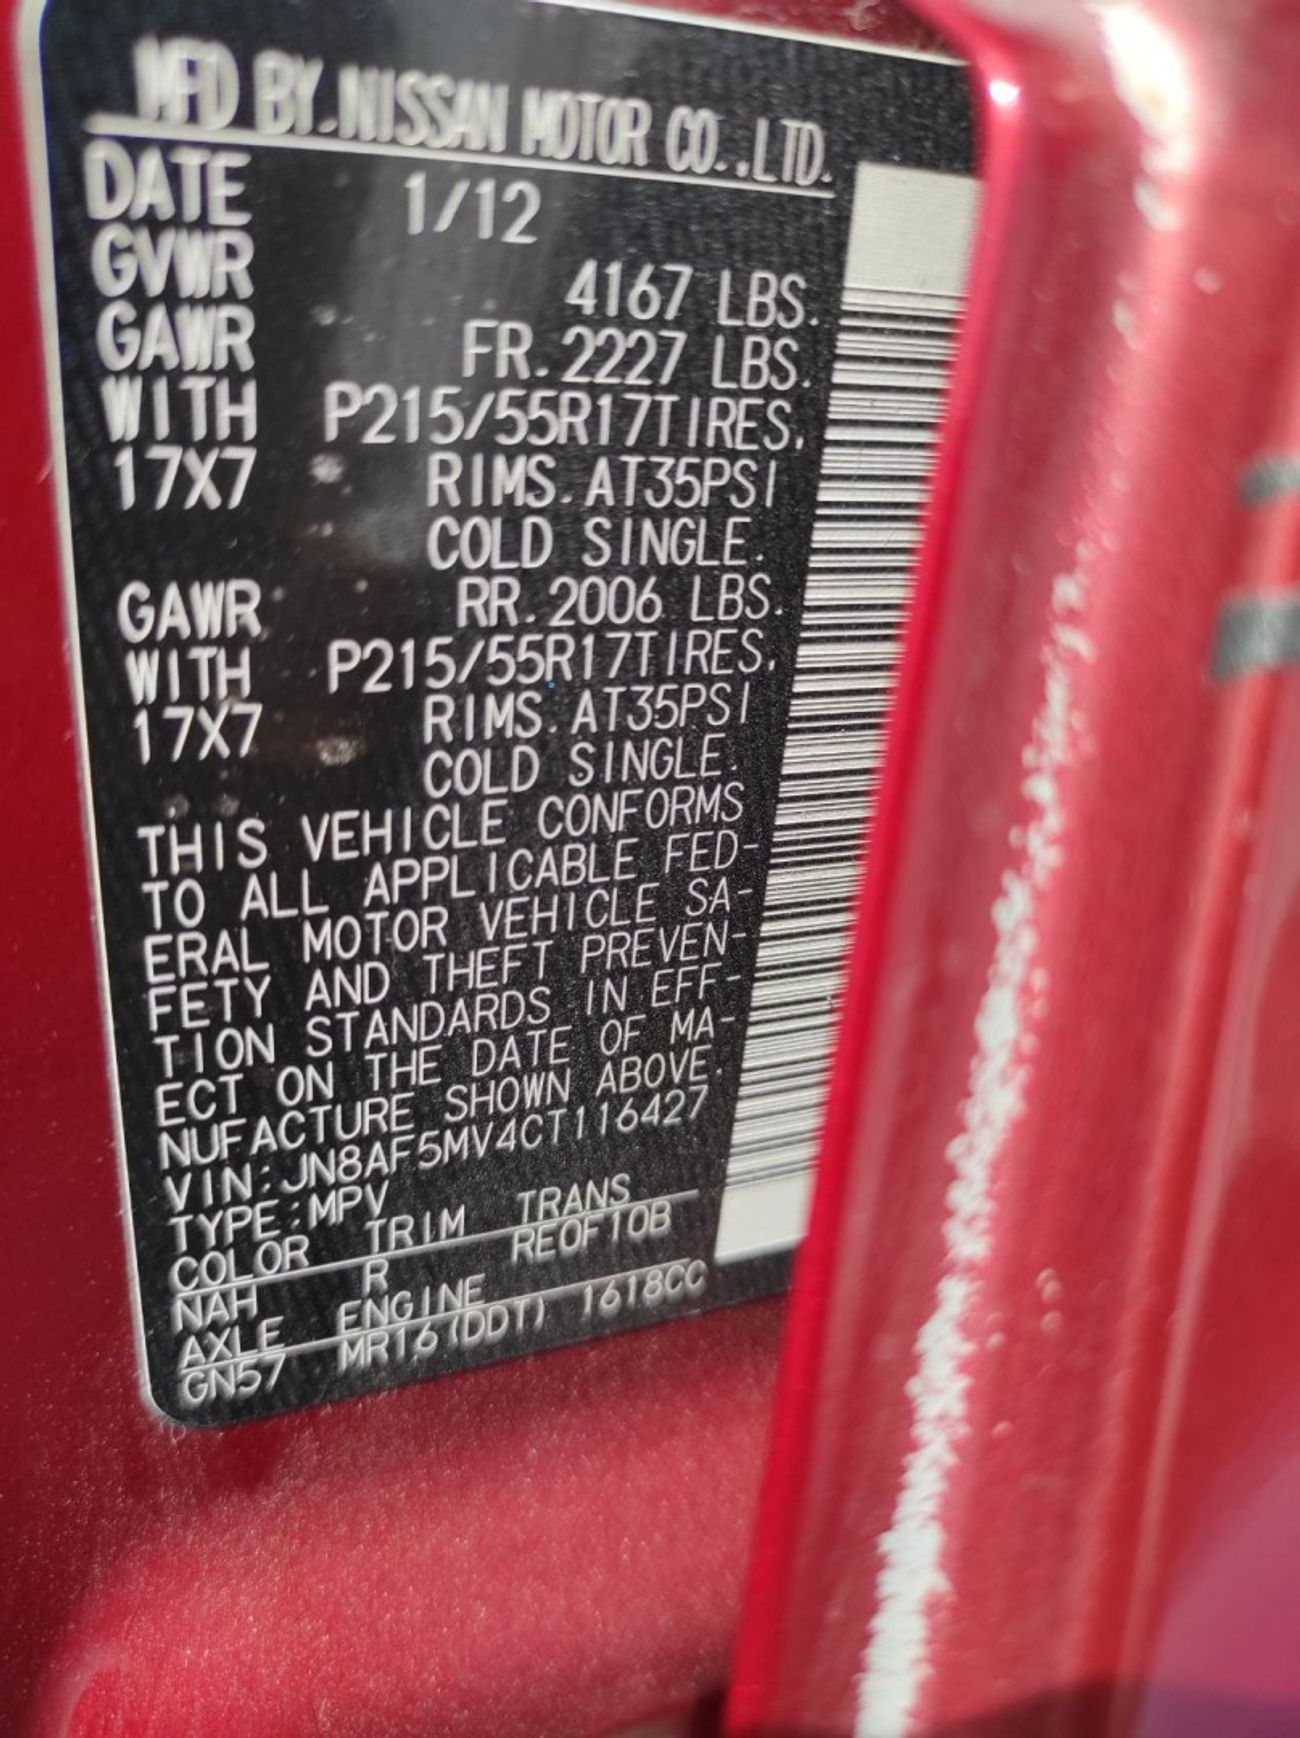 MFD BY.NISSAN MOTOR CO.,LTD.
DATE 1/12
GVWR 4167 LBS.
GAWR FR. 2227 LBS.
WITH P215/55R17TIRES,
17X7 RIMS. AT35PSI
COLD SINGLE.
GAWR RR. 2006 LBS.
WITH P215/55R17TIRES,
17X7 RIMS. AT35PSI
COLD SINGLE.
THIS VEHICLE CONFORMS
TO ALL APPLICABLE FED-
ERAL MOTOR VEHICLE SA-
FETY AND THEFT PREVEN-
TION STANDARDS IN EFF-
ECT ON THE DATE OF MA-
NUFACTURE SHOWN ABOVE.
VIN:JN8AF5MV4CT116427
TYPE:MPV
COLOR TRIM TRANS
NAH R RE0F10B
AXLE ENGINE
GN57 MR16(DDT) 1618CC